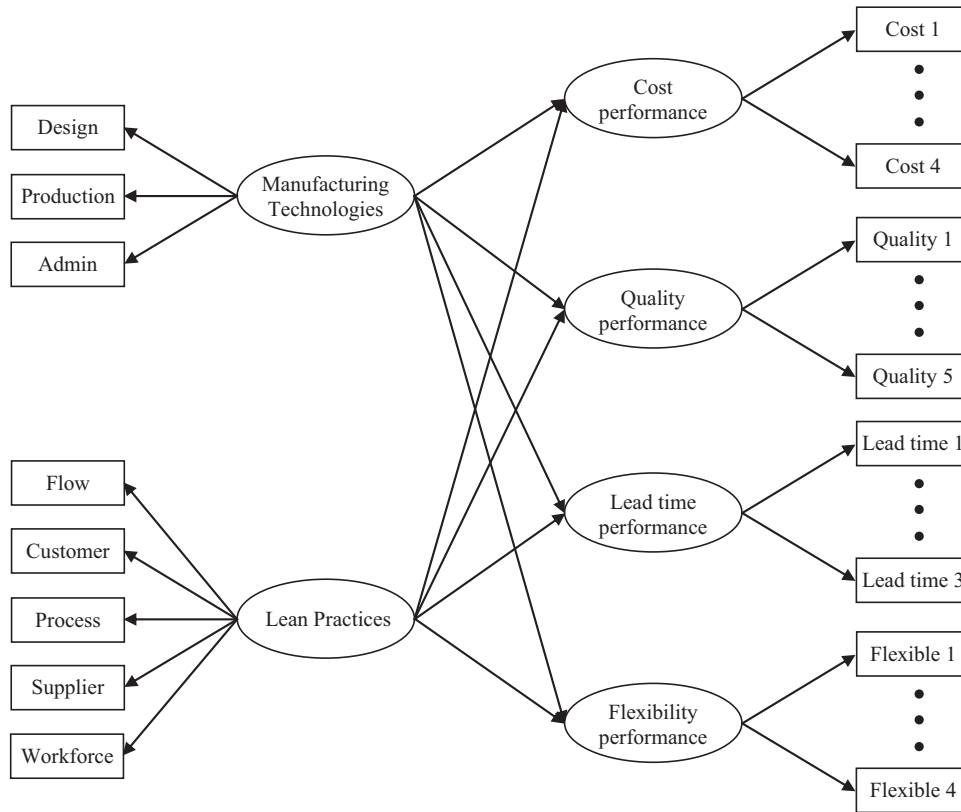 Design
Production
Admin
Manufacturing
Technologies
Flow
Customer
Process
Supplier
Workforce
Lean Practices
Cost
performance
Quality
performance
Lead time
performance
Flexibility
performance
Cost 1
Cost 4
Quality 1
Quality 5
Lead time 1
Lead time 3
Flexible 1
Flexible 4